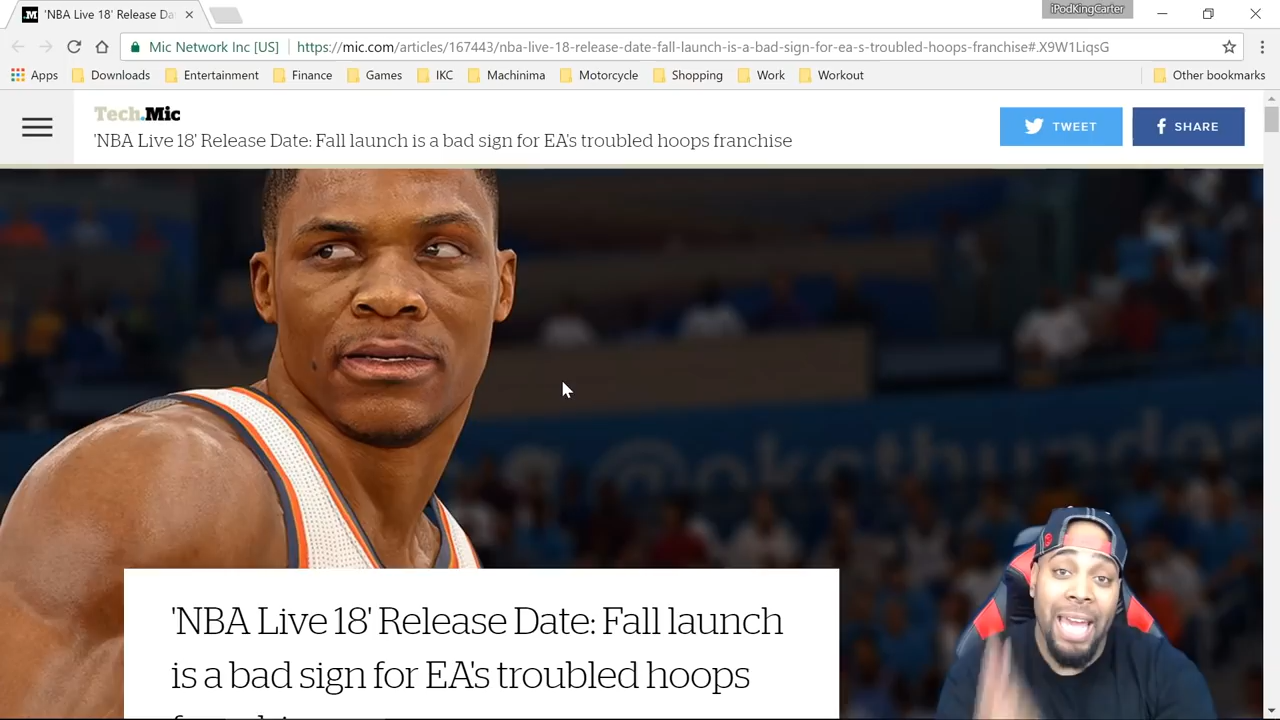 'NBA Live 18' Release Da
iPodKingCarter
Mic Network Inc [US]
https://mic.com/articles/167443/nba-live-18-release-date-fall-launch-is-a-bad-sign-for-ea-s-troubled-hoops-franchise#.X9W1LiqsG
Apps Downloads Entertainment Finance Games IKC Machinima Motorcycle Shopping Work Workout Other bookmarks
Tech.Mic
'NBA Live 18' Release Date: Fall launch is a bad sign for EA's troubled hoops franchise
TWEET
SHARE
@okcthunder
'NBA Live 18' Release Date: Fall launch
is a bad sign for EA's troubled hoops